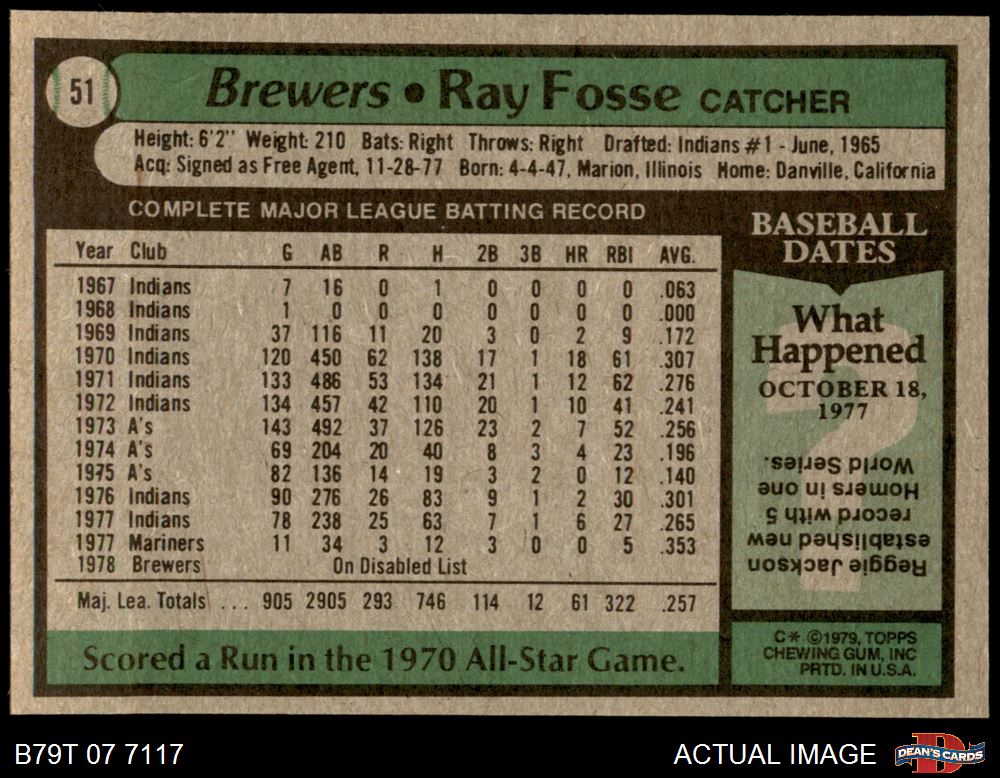 51
Brewers • Ray Fosse CATCHER
Height: 6'2" Weight: 210 Bats: Right Throws: Right Drafted: Indians #1 - June, 1965
Acq: Signed as Free Agent, 11-28-77 Born: 4-4-47, Marion, Illinois Home: Danville, California
COMPLETE MAJOR LEAGUE BATTING RECORD
Year Club G AB R H 2B 3B HR RBI AVG.
1967 Indians 7 16 0 1 0 0 0 0 .063
1968 Indians 1 0 0 0 0 0 0 0 .000
1969 Indians 37 116 11 20 3 0 2 9 .172
1970 Indians 120 450 62 138 17 1 18 61 .307
1971 Indians 133 486 53 134 21 1 12 62 .276
1972 Indians 134 457 42 110 20 1 10 41 .241
1973 A's 143 492 37 126 23 2 7 52 .256
1974 A's 69 204 20 40 8 3 4 23 .196
1975 A's 82 136 14 19 3 2 0 12 .140
1976 Indians 90 276 26 83 9 1 2 30 .301
1977 Indians 78 238 25 63 7 1 6 27 .265
1977 Mariners 11 34 3 12 3 0 0 5 .353
1978 Brewers On Disabled List
Maj. Lea. Totals ... 905 2905 293 746 114 12 61 322 .257
Scored a Run in the 1970 All-Star Game.
BASEBALL
DATES
What
Happened
OCTOBER 18,
1977
Reggie Jackson
established new
record with 5
Homers in one
World Series.
C* ©1979, TOPPS
CHEWING GUM, INC
PRTD. IN U.S.A.
B79T 07 7117
ACTUAL IMAGE
DEAN'S CARDS